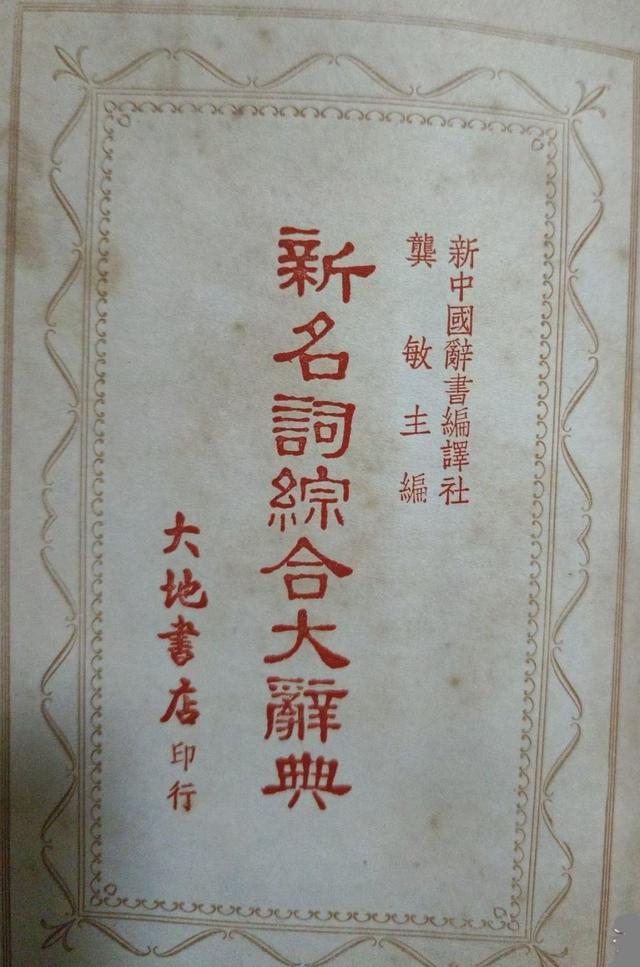 新中國辭書編譯社
龔敏主編
新名詞綜合大辭典
大地書店印行